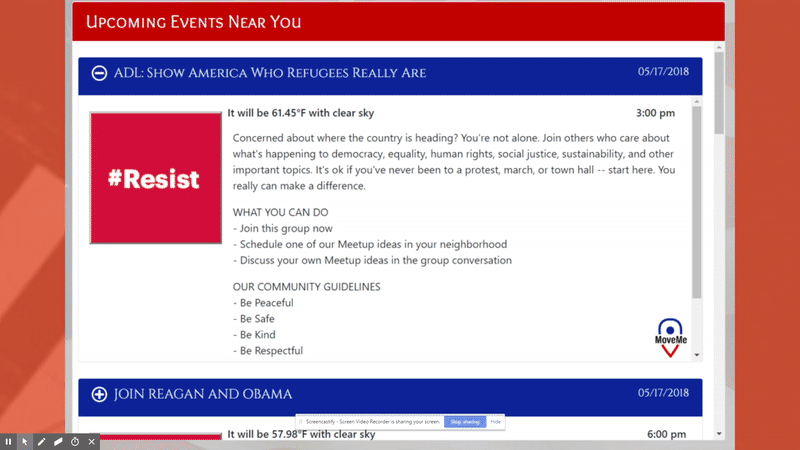 Upcoming Events Near You
ADL: Show America Who Refugees Really Are
05/17/2018
It will be 61.45°F with clear sky
3:00 pm
#Resist
Concerned about where the country is heading? You're not alone. Join others who care about
what's happening to democracy, equality, human rights, social justice, sustainability, and other
important topics. It's ok if you've never been to a protest, march, or town hall -- start here. You
really can make a difference.
WHAT YOU CAN DO
- Join this group now
- Schedule one of our Meetup ideas in your neighborhood
- Discuss your own Meetup ideas in the group conversation
OUR COMMUNITY GUIDELINES
- Be Peaceful
- Be Safe
- Be Kind
- Be Respectful
MoveMe
JOIN REAGAN AND OBAMA
05/17/2018
Screencastify - Screen Video Recorder is sharing your screen.
Stop sharing
Hide
It will be 57.98°F with clear sky
6:00 pm